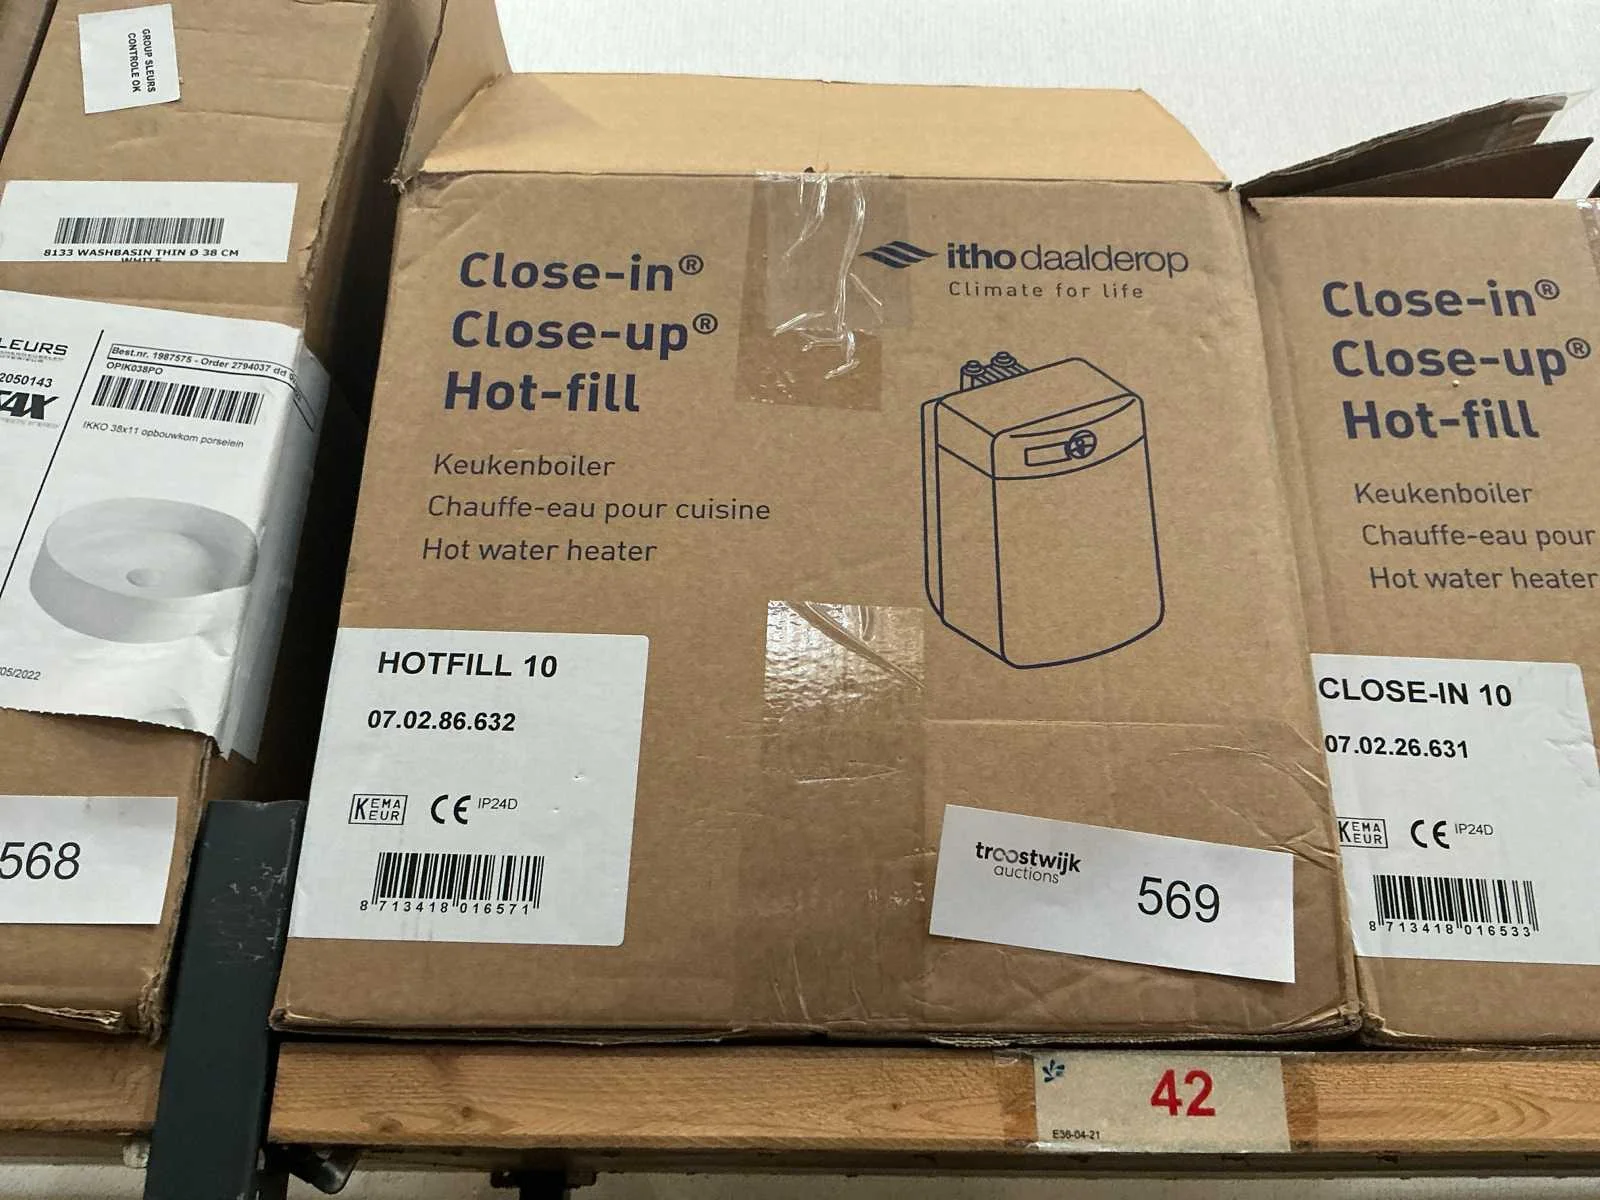 GROUP SLEURS
CONTROLE OK
8133 WASHBASIN THIN Ø 38 CM
WHITE
LEURS
2050143
Best.nr. 1987575 - Order 2794037 dd
OPIK038PO
IKKO 38x11 opbouwkom porselein
05/2022
568
Close-in®
Close-up®
Hot-fill
itho daalderop
Climate for life
Keukenboiler
Chauffe-eau pour cuisine
Hot water heater
HOTFILL 10
07.02.86.632
KEMA
KEUR
CE IP24D
8 713418 016571
troostwijk
auctions
569
Close-in®
Close-up®
Hot-fill
Keukenboiler
Chauffe-eau pour
Hot water heater
CLOSE-IN 10
07.02.26.631
KEMA
KEUR
CE IP24D
8 713418 016533
42
E36-04-21